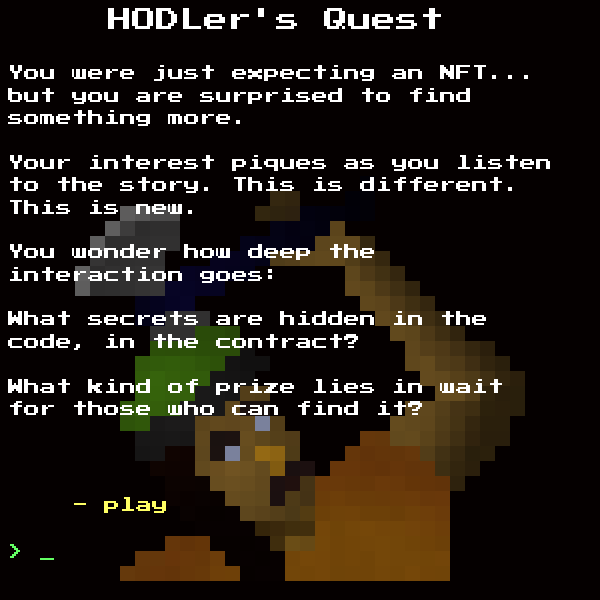 HODLer's Quest
You were just expecting an NFT...
but you are surprised to find
something more.
Your interest piques as you listen
to the story. This is different.
This is new.
You wonder how deep the
interaction goes:
What secrets are hidden in the
code, in the contract?
What kind of prize lies in wait
for those who can find it?
- play
> _